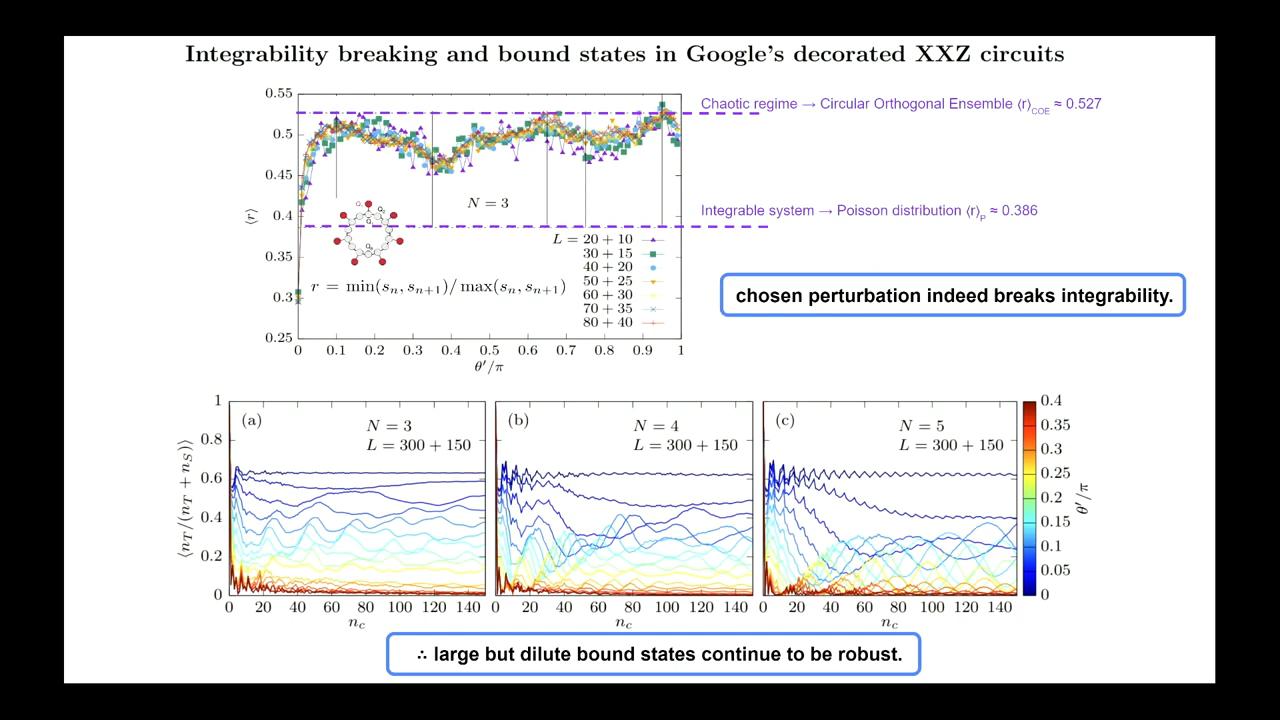 Integrability breaking and bound states in Google's decorated XXZ circuits
0.55
0.5
0.45
0.4
0.35
0.3
0.25
⟨r⟩
0 0.1 0.2 0.3 0.4 0.5 0.6 0.7 0.8 0.9 1
θ′/π
N = 3
L = 20 + 10
30 + 15
40 + 20
50 + 25
60 + 30
70 + 35
80 + 40
r = min(sₙ, sₙ₊₁)/max(sₙ, sₙ₊₁)
Chaotic regime → Circular Orthogonal Ensemble ⟨r⟩COE ≈ 0.527
Integrable system → Poisson distribution ⟨r⟩P ≈ 0.386
chosen perturbation indeed breaks integrability.
⟨n_T/(n_T + n_S)⟩
1
0.8
0.6
0.4
0.2
0
(a)
N = 3
L = 300 + 150
0 20 40 60 80 100 120 140
n_c
(b)
N = 4
L = 300 + 150
0 20 40 60 80 100 120 140
n_c
(c)
N = 5
L = 300 + 150
0 20 40 60 80 100 120 140
n_c
0.4
0.35
0.3
0.25
0.2
0.15
0.1
0.05
0
θ′/π
∴ large but dilute bound states continue to be robust.